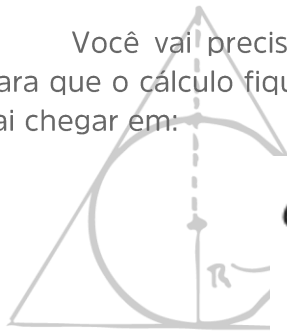 Você vai precis
ara que o cálculo fiqu
ai chegar em:
R